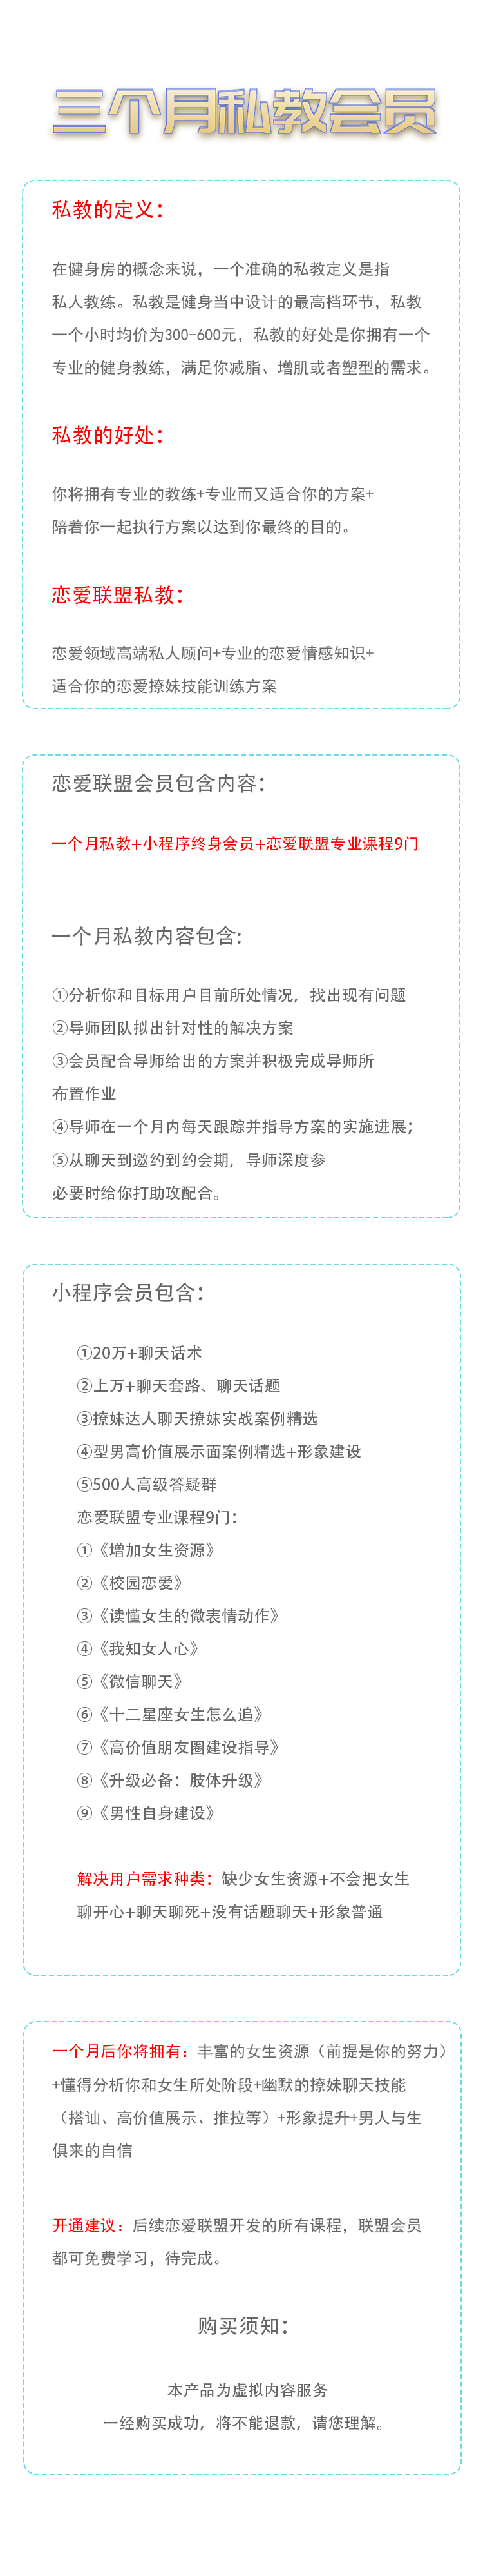 三个月私教会员
私教的定义：
在健身房的概念来说，一个准确的私教定义是指
私人教练。私教是健身当中设计的最高档环节，私教
一个小时均价为300-600元，私教的好处是你拥有一个
专业的健身教练，满足你减脂、增肌或者塑型的需求。
私教的好处：
你将拥有专业的教练+专业而又适合你的方案+
陪着你一起执行方案以达到你最终的目的。
恋爱联盟私教：
恋爱领域高端私人顾问+专业的恋爱情感知识+
适合你的恋爱撩妹技能训练方案
恋爱联盟会员包含内容：
一个月私教+小程序终身会员+恋爱联盟专业课程9门
一个月私教内容包含:
①分析你和目标用户目前所处情况，找出现有问题
②导师团队拟出针对性的解决方案
③会员配合导师给出的方案并积极完成导师所
布置作业
④导师在一个月内每天跟踪并指导方案的实施进展；
⑤从聊天到邀约到约会期，导师深度参
必要时给你打助攻配合。
小程序会员包含：
①20万+聊天话术
②上万+聊天套路、聊天话题
③撩妹达人聊天撩妹实战案例精选
④型男高价值展示面案例精选+形象建设
⑤500人高级答疑群
恋爱联盟专业课程9门：
①《增加女生资源》
②《校园恋爱》
③《读懂女生的微表情动作》
④《我知女人心》
⑤《微信聊天》
⑥《十二星座女生怎么追》
⑦《高价值朋友圈建设指导》
⑧《升级必备：肢体升级》
⑨《男性自身建设》
解决用户需求种类：缺少女生资源+不会把女生
聊开心+聊天聊死+没有话题聊天+形象普通
一个月后你将拥有：丰富的女生资源（前提是你的努力）
+懂得分析你和女生所处阶段+幽默的撩妹聊天技能
（搭讪、高价值展示、推拉等）+形象提升+男人与生
俱来的自信
开通建议：后续恋爱联盟开发的所有课程，联盟会员
都可免费学习，待完成。
购买须知：
本产品为虚拟内容服务
一经购买成功，将不能退款，请您理解。